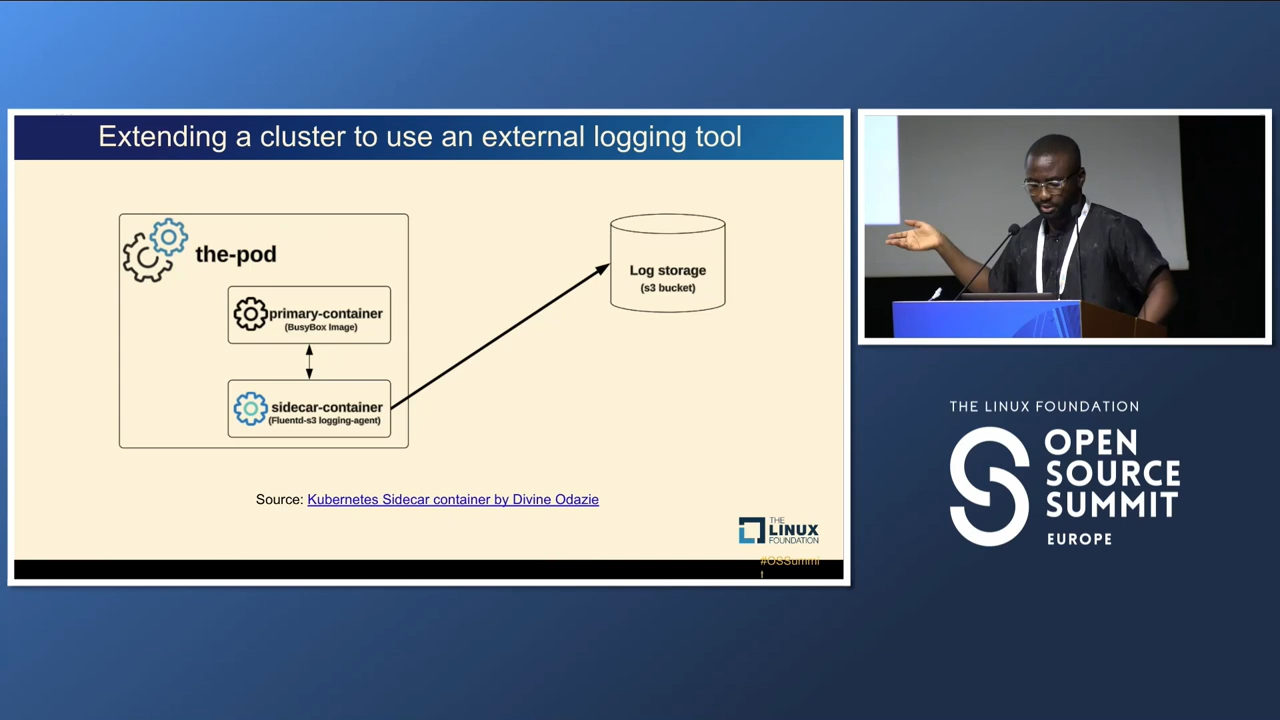 Extending a cluster to use an external logging tool
the-pod
primary-container
(BusyBox Image)
sidecar-container
(Fluentd-s3 logging-agent)
Log storage
(s3 bucket)
Source: Kubernetes Sidecar container by Divine Odazie
THE
LINUX
FOUNDATION
#OSSummi
t
THE LINUX FOUNDATION
OPEN
SOURCE
SUMMIT
EUROPE